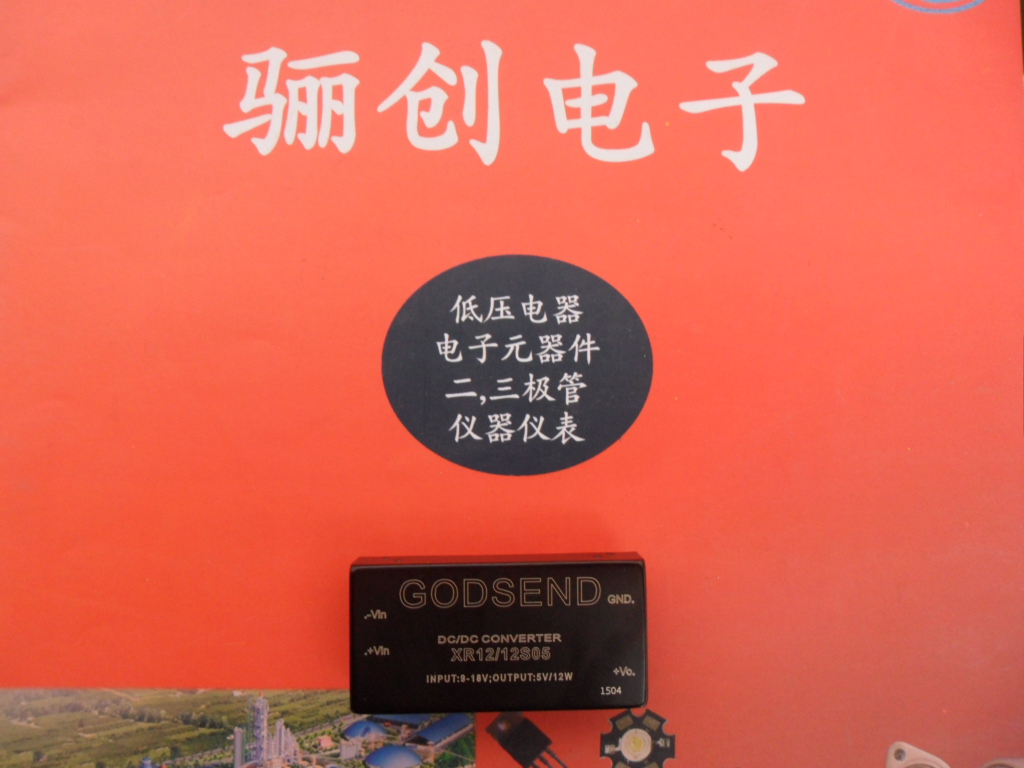 骊创电子
低压电器
电子元器件
二,三极管
仪器仪表
GODSEND
GND.
.-Vin
DC/DC CONVERTER
.+Vin
XR12/12S05
+Vo.
INPUT:9-18V;OUTPUT:5V/12W
1504